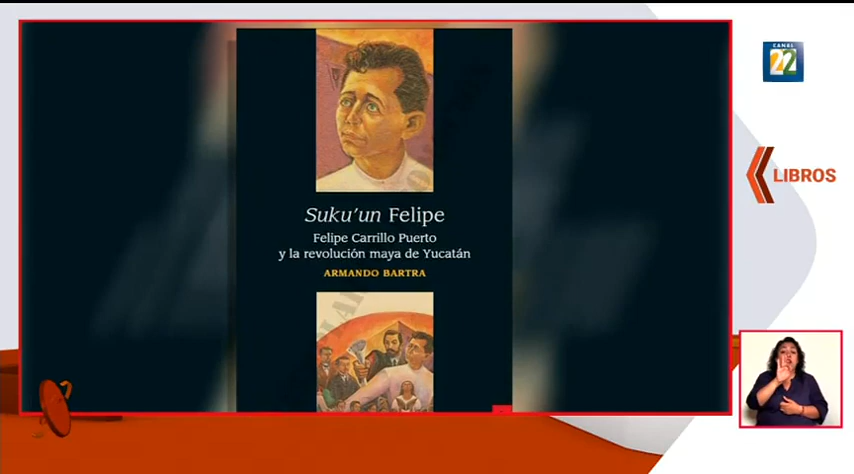 Suku'un Felipe
Felipe Carrillo Puerto
y la revolución maya de Yucatán
ARMANDO BARTRA
CANAL
22
LIBROS